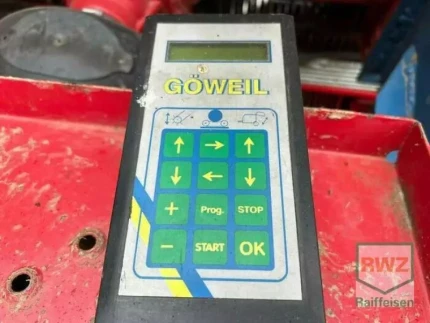 GÖWEIL
↑ → ↑
↓ ← ↓
+ Prog. STOP
- START OK
RWZ
Raiffeisen